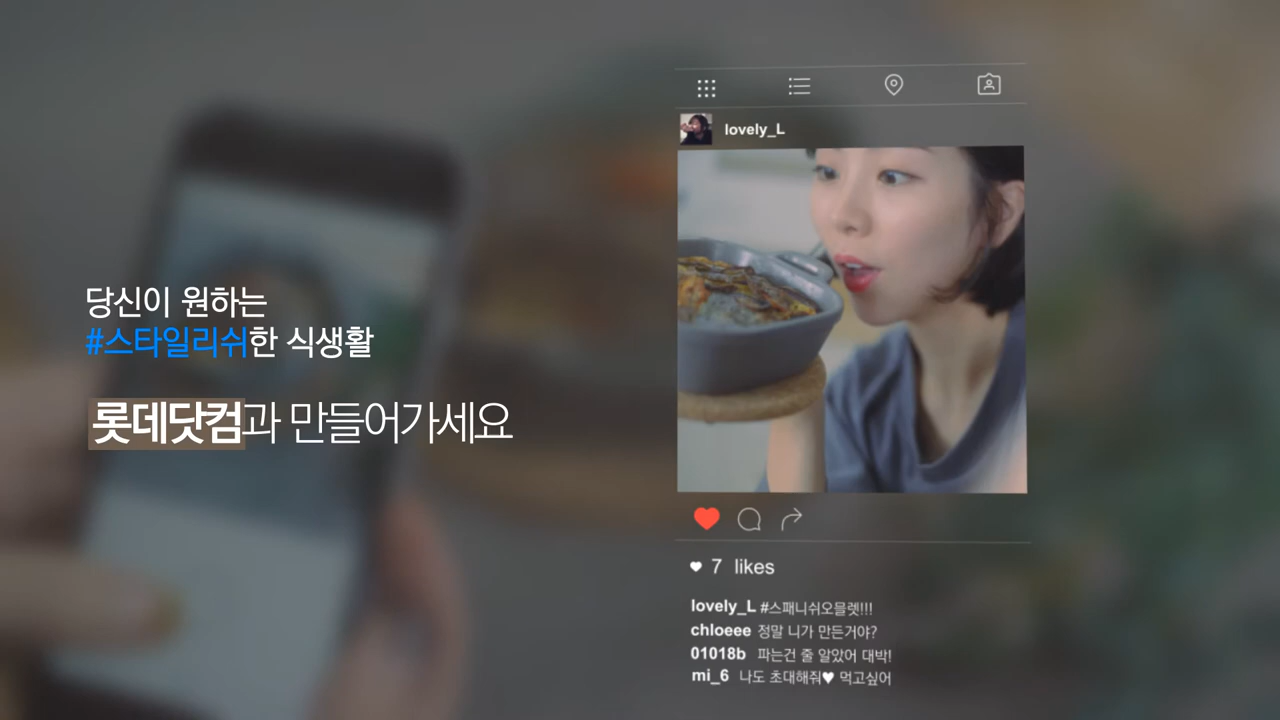 당신이 원하는
#스타일리쉬한 식생활
롯데닷컴과 만들어가세요
lovely_L
7 likes
lovely_L #스패니쉬오믈렛!!!
chloeee 정말 니가 만든거야?
01018b 파는건 줄 알았어 대박!
mi_6 나도 초대해줘♥ 먹고싶어